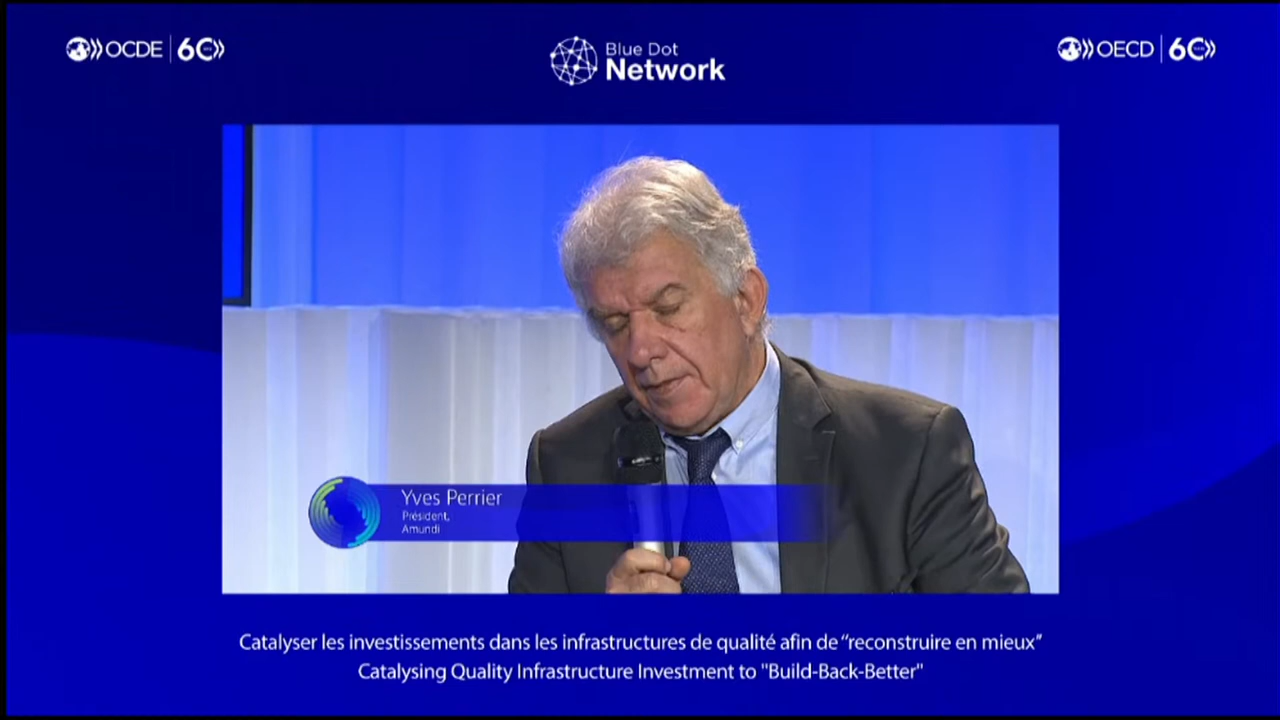 OCDE 60
Blue Dot
Network
OECD 60
Yves Perrier
Président,
Amundi
Catalyser les investissements dans les infrastructures de qualité afin de “reconstruire en mieux”
Catalysing Quality Infrastructure Investment to "Build-Back-Better"